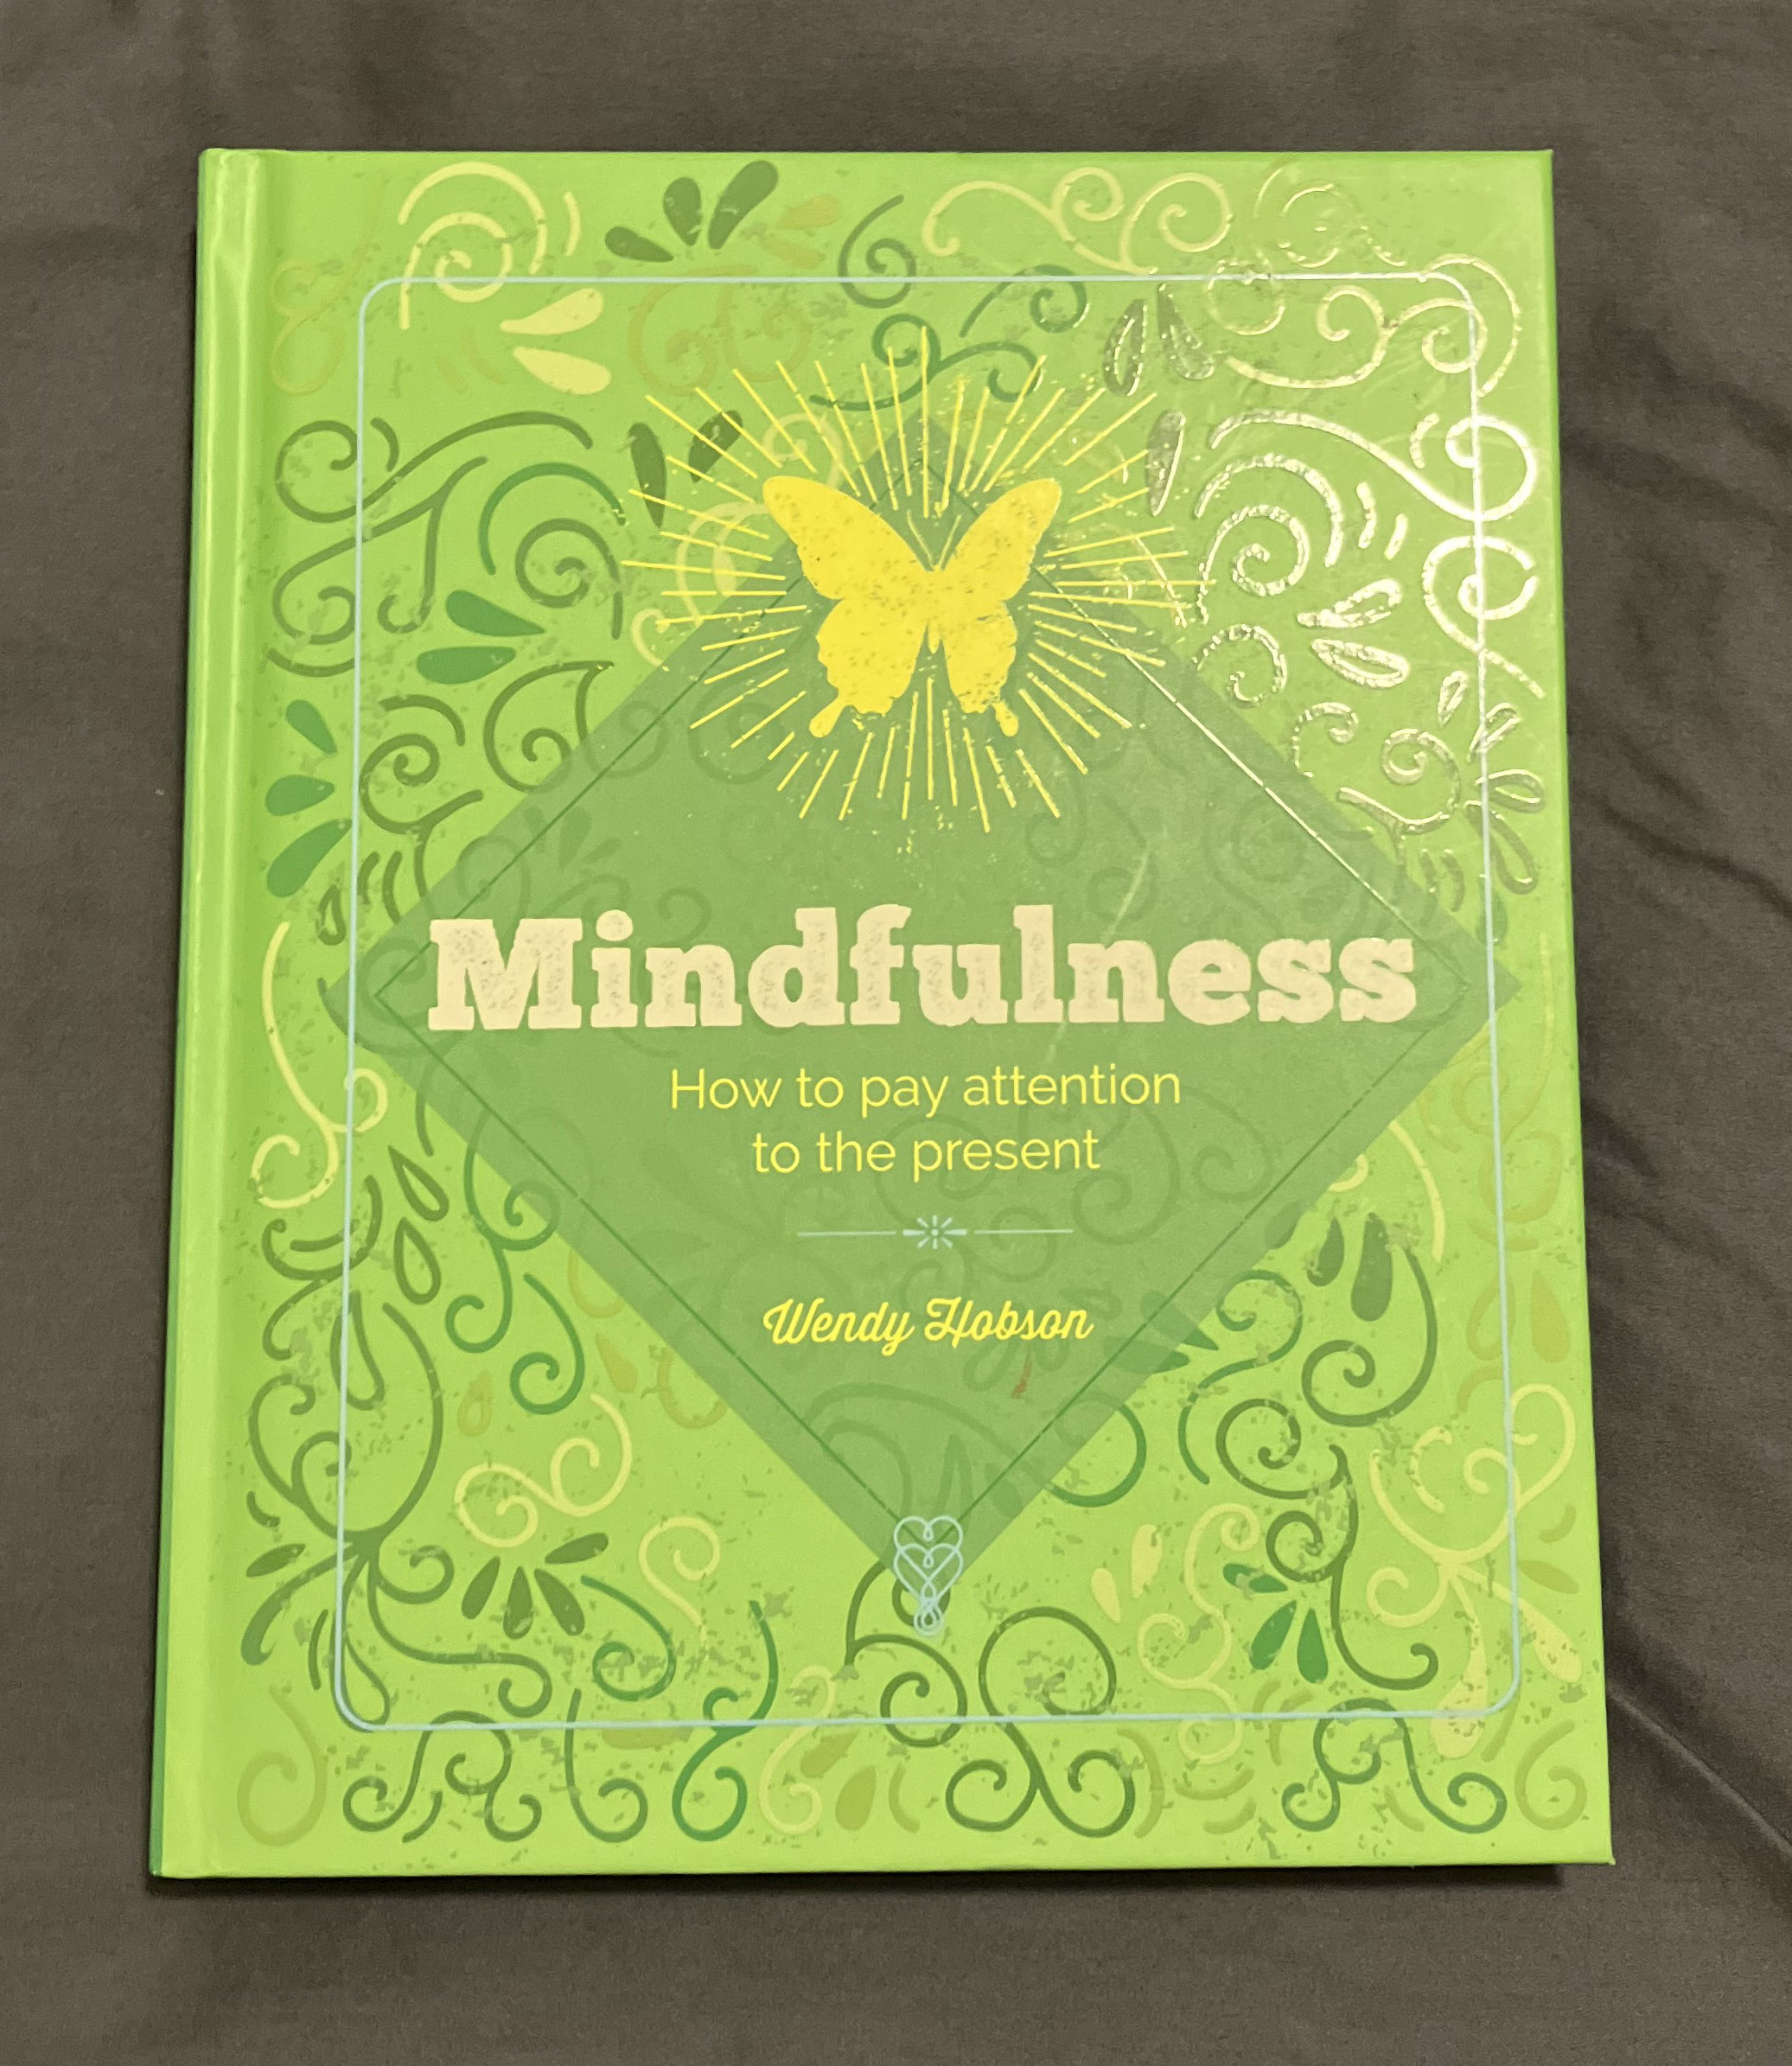 Mindfulness
How to pay attention
to the present
Wendy Hobson